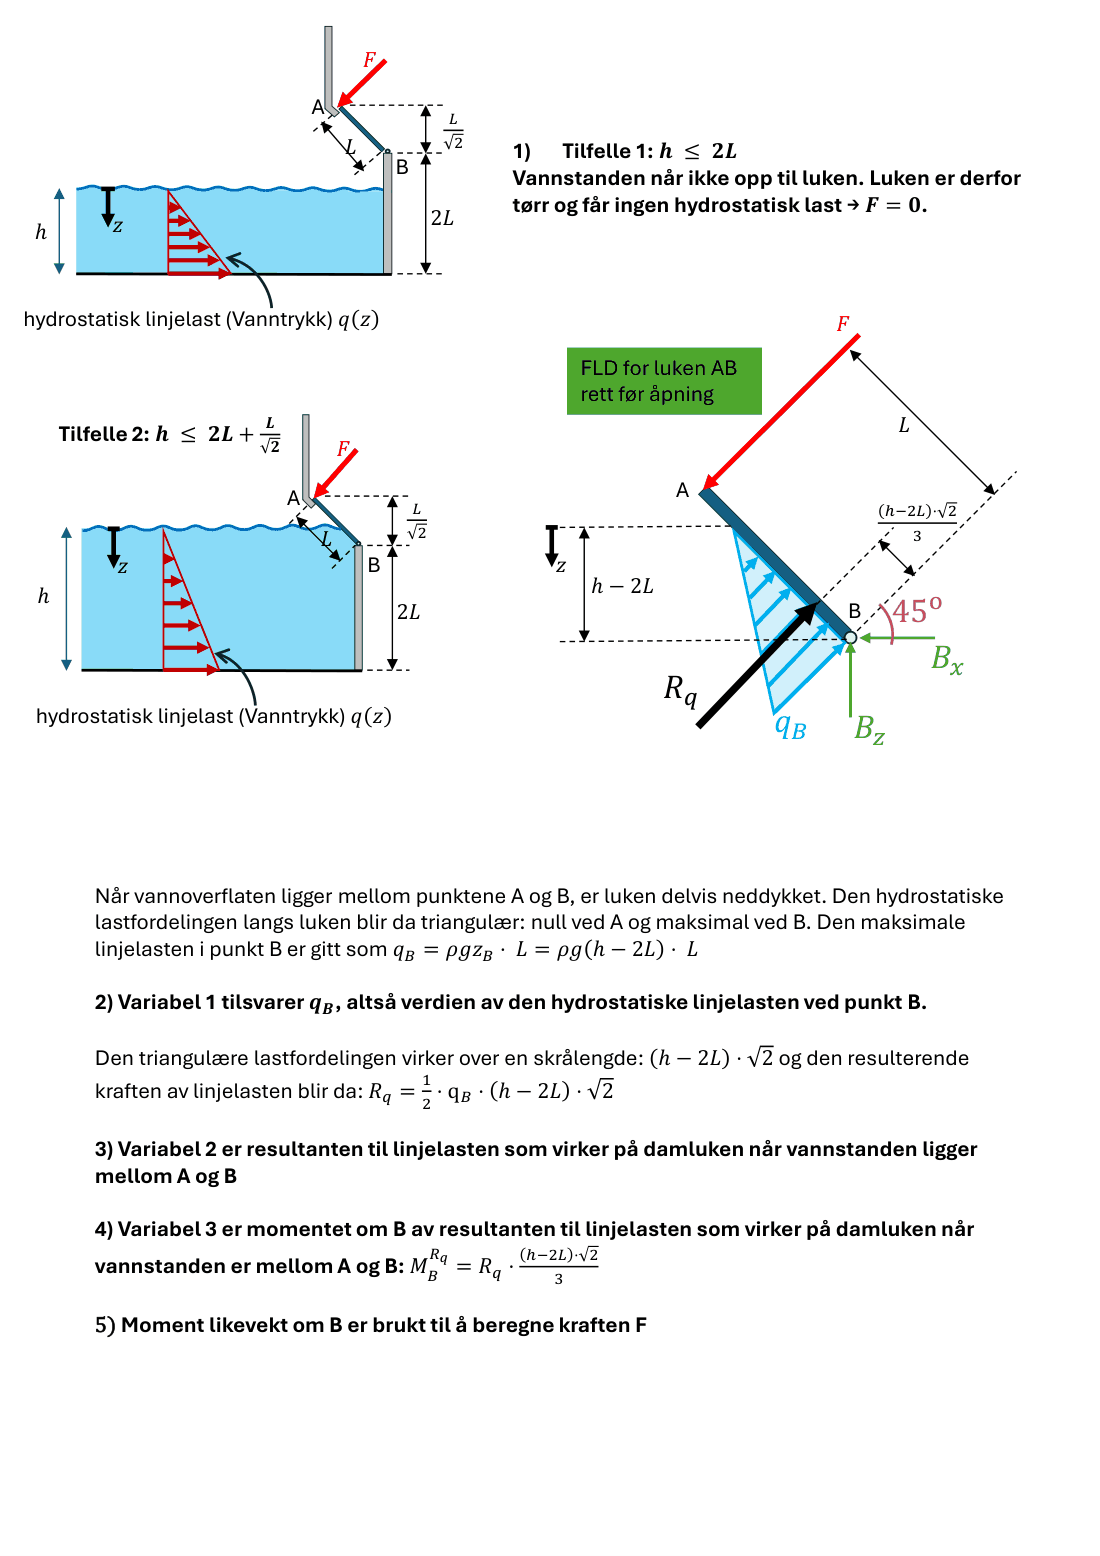 F
A
L
L/√2
B
1) Tilfelle 1: h ≤ 2L
Vannstanden når ikke opp til luken. Luken er derfor
tørr og får ingen hydrostatisk last → F = 0.
h
z
2L
hydrostatisk linjelast (Vanntrykk) q(z)
F
FLD for luken AB
rett før åpning
L
Tilfelle 2: h ≤ 2L + L/√2
F
A
L
L/√2
B
h
z
2L
hydrostatisk linjelast (Vanntrykk) q(z)
A
(h−2L)·√2/3
z
h − 2L
B
45°
Bₓ
R_q
q_B
B_z
Når vannoverflaten ligger mellom punktene A og B, er luken delvis neddykket. Den hydrostatiske
lastfordelingen langs luken blir da triangulær: null ved A og maksimal ved B. Den maksimale
linjelasten i punkt B er gitt som q_B = ρgz_B · L = ρg(h − 2L) · L
2) Variabel 1 tilsvarer q_B, altså verdien av den hydrostatiske linjelasten ved punkt B.
Den triangulære lastfordelingen virker over en skrålengde: (h − 2L) · √2 og den resulterende
kraften av linjelasten blir da: R_q = 1/2 · q_B · (h − 2L) · √2
3) Variabel 2 er resultanten til linjelasten som virker på damluken når vannstanden ligger
mellom A og B
4) Variabel 3 er momentet om B av resultanten til linjelasten som virker på damluken når
vannstanden er mellom A og B: M_B^{R_q} = R_q · (h−2L)·√2/3
5) Moment likevekt om B er brukt til å beregne kraften F